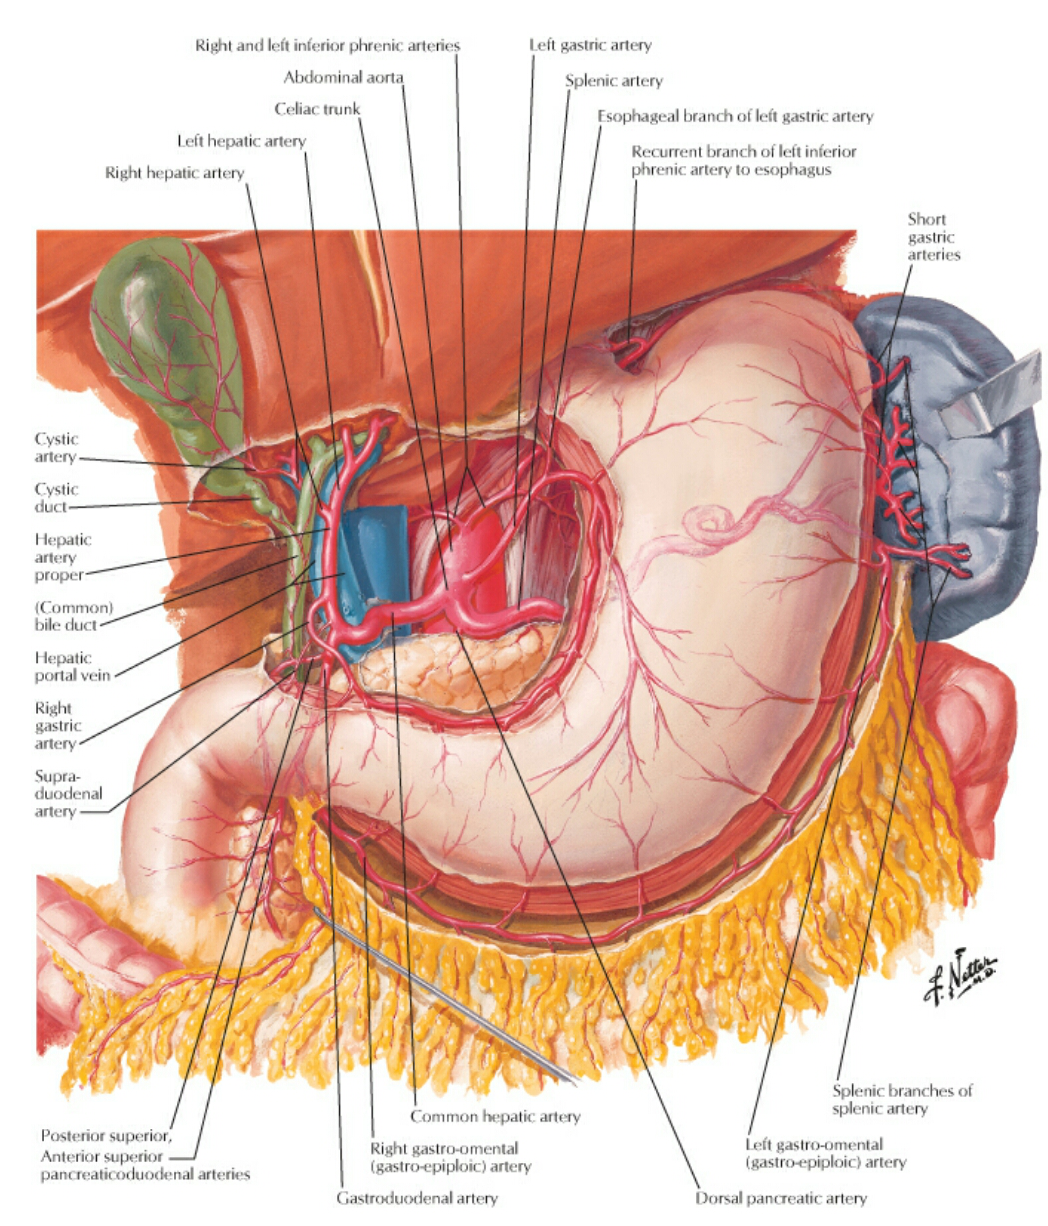 Right and left inferior phrenic arteries
Left gastric artery
Abdominal aorta
Splenic artery
Celiac trunk
Esophageal branch of left gastric artery
Left hepatic artery
Recurrent branch of left inferior
phrenic artery to esophagus
Right hepatic artery
Short
gastric
arteries
Cystic
artery
Cystic
duct
Hepatic
artery
proper
(Common)
bile duct
Hepatic
portal vein
Right
gastric
artery
Supra-
duodenal
artery
F. Netter
M.D.
Splenic branches of
splenic artery
Common hepatic artery
Posterior superior,
Anterior superior
pancreaticoduodenal arteries
Right gastro-omental
(gastro-epiploic) artery
Left gastro-omental
(gastro-epiploic) artery
Gastroduodenal artery
Dorsal pancreatic artery